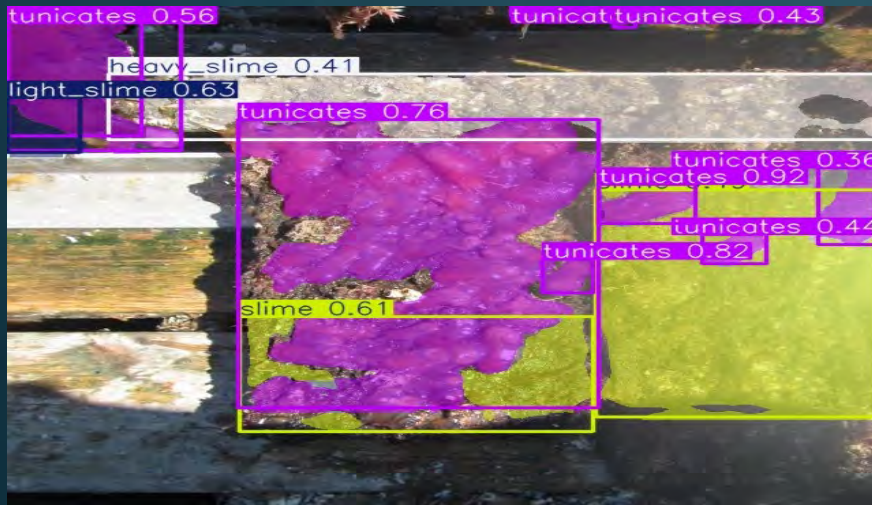 tunicates 0.56
tunicat
tunicates 0.43
heavy_slime 0.41
light_slime 0.63
tunicates 0.76
tunicates 0.36
tunicates 0.92
tunicates 0.44
tunicates 0.82
slime 0.61